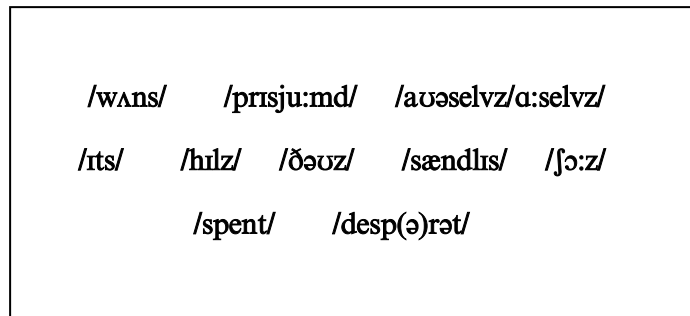 /wʌns/ /prɪsju:md/ /aʊəselvz/ɑ:selvz/
/ɪts/ /hɪlz/ /ðəʊz/ /sændlɪs/ /ʃɔ:z/
/spent/ /desp(ə)rət/